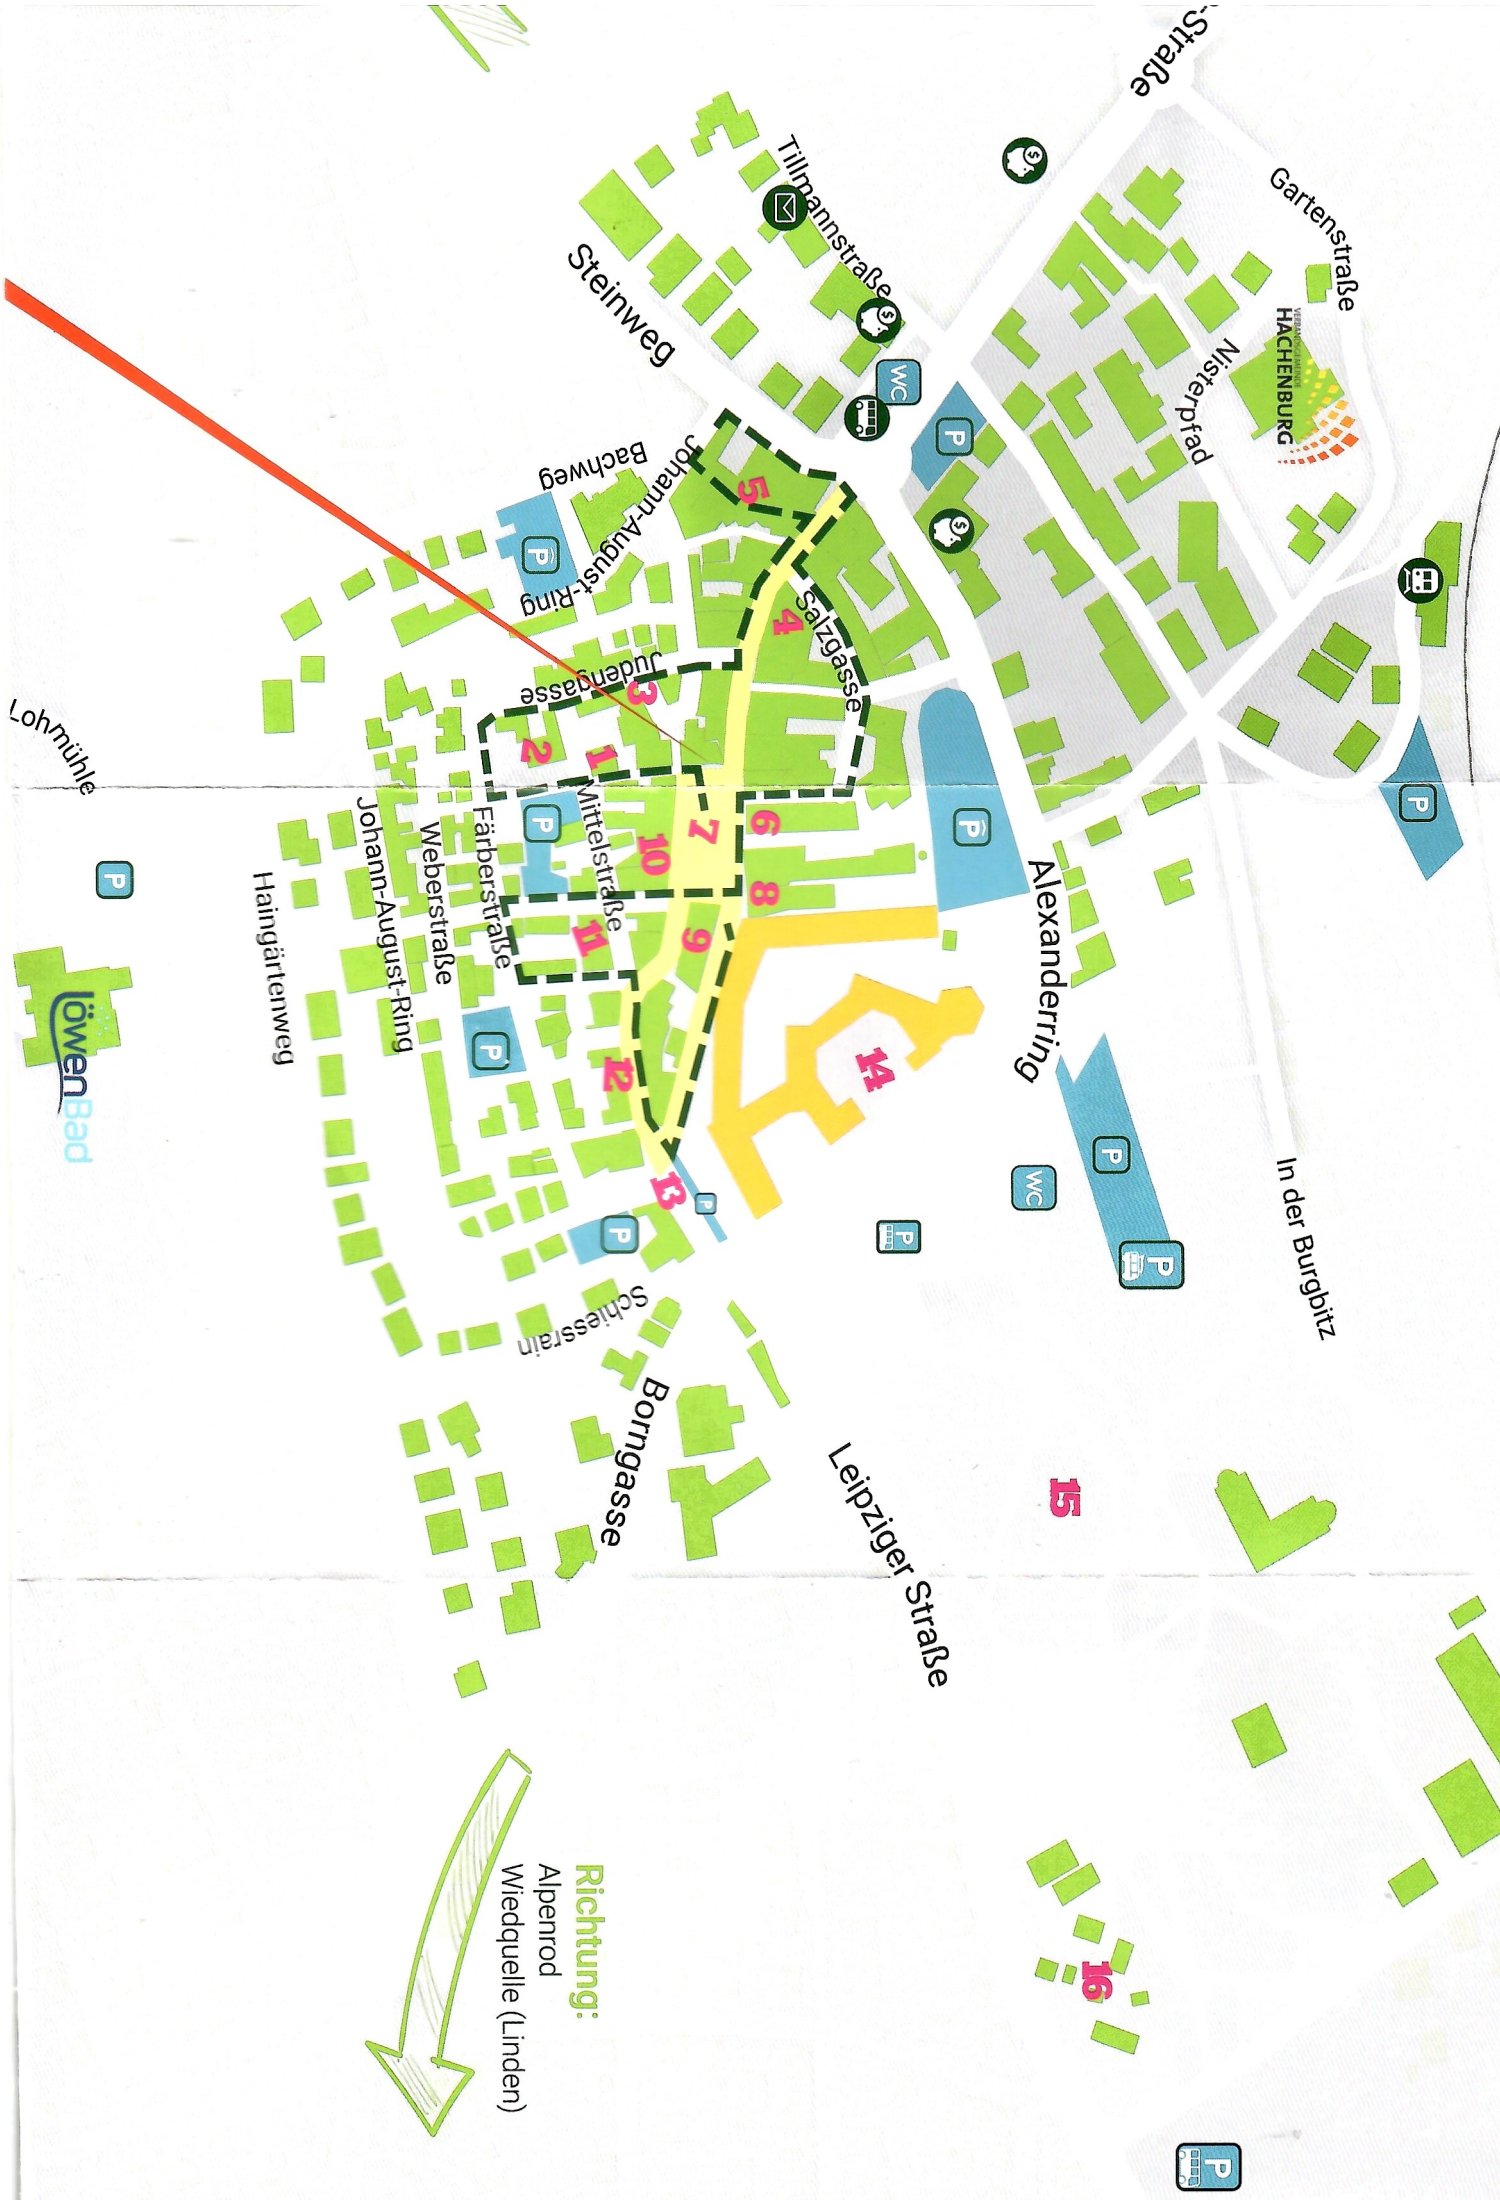 -Straße
Gartenstraße
Tillmannstraße
VERBANDSGEMEINDE
HACHENBURG
Nisterpfad
Steinweg
WC
P
Bachweg
Johann-August-Ring
5
P
Salzgasse
4
Judengasse
3
2
1
Lohmühle
P
P
P
Mittelstraße
6
7
10
Färberstraße
Johann-August-Ring
Weberstraße
8
P
Haingärtenweg
Alexanderring
9
11
LöwenBad
P
14
12
P
WC
In der Burgbitz
13
P
P
P
P
Schiessrain
Borngasse
Leipziger Straße
15
Richtung:
Alpenrod
Wiedquelle (Linden)
16
P